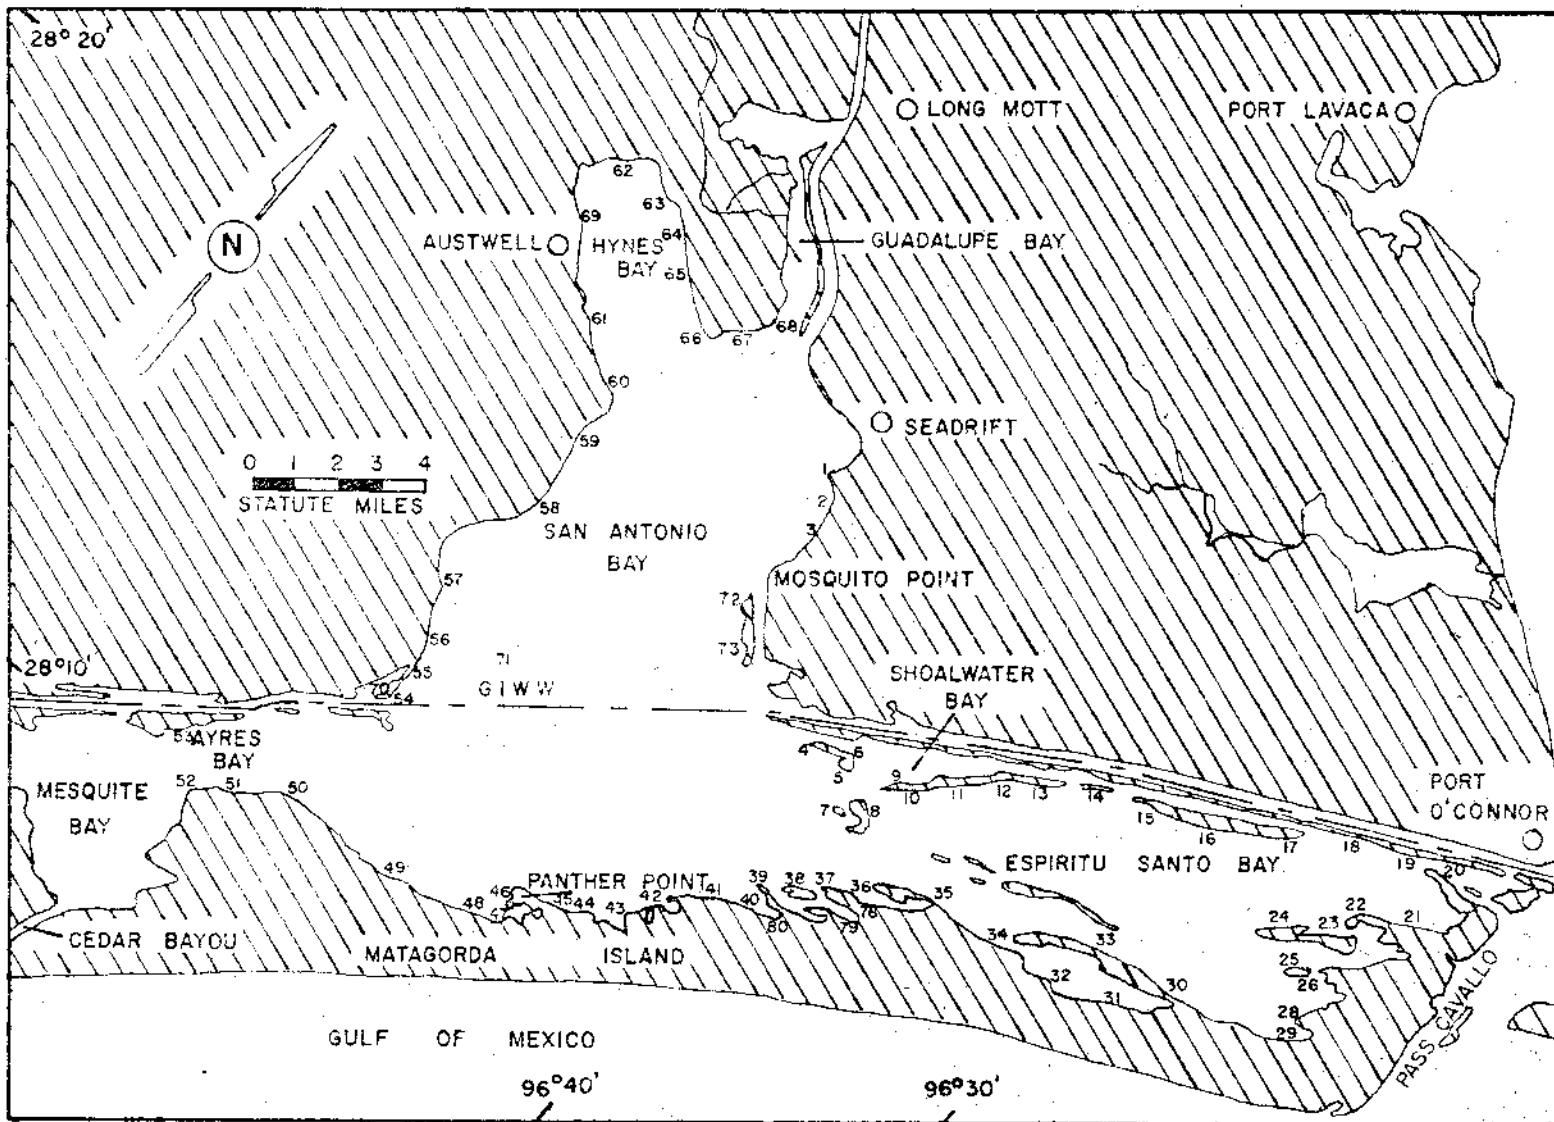 28° 20'
LONG MOTT
PORT LAVACA
62
63
69
64
N
AUSTWELL
HYNES
BAY
65
GUADALUPE BAY
61
66
67
68
60
59
SEADRIFT
0 1 2 3 4
STATUTE MILES
1
2
3
58
SAN ANTONIO
BAY
57
MOSQUITO POINT
72
73
56
28° 10'
55
70
54
71
GIWW
SHOALWATER
BAY
53
AYRES
BAY
4
5
6
52
51
50
MESQUITE
BAY
9
10
11
12
13
14
7
8
15
16
17
18
19
20
PORT
O'CONNOR
ESPIRITU SANTO BAY
49
48
47
46
PANTHER POINT
45
44
43
42
41
40
39
38
37
36
35
80
79
78
CEDAR BAYOU
MATAGORDA ISLAND
34
33
32
31
30
24
23
22
21
25
26
28
29
PASS CAVALLO
GULF OF MEXICO
96°40'
96°30'